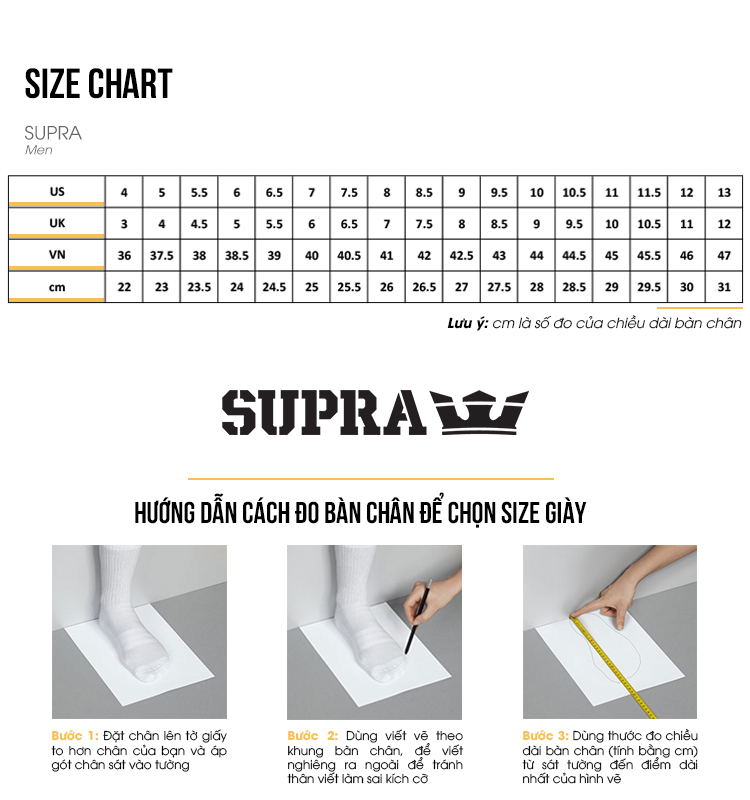 SIZE CHART
SUPRA
Men
US 4 5 5.5 6 6.5 7 7.5 8 8.5 9 9.5 10 10.5 11 11.5 12 13
UK 3 4 4.5 5 5.5 6 6.5 7 7.5 8 8.5 9 9.5 10 10.5 11 12
VN 36 37.5 38 38.5 39 40 40.5 41 42 42.5 43 44 44.5 45 45.5 46 47
cm 22 23 23.5 24 24.5 25 25.5 26 26.5 27 27.5 28 28.5 29 29.5 30 31
Lưu ý: cm là số đo của chiều dài bàn chân
SUPRA
HƯỚNG DẪN CÁCH ĐO BÀN CHÂN ĐỂ CHỌN SIZE GIÀY
Bước 1: Đặt chân lên tờ giấy
to hơn chân của bạn và áp
gót chân sát vào tường
Bước 2: Dùng viết vẽ theo
khung bàn chân, để viết
nghiêng ra ngoài để tránh
thân viết làm sai kích cỡ
Bước 3: Dùng thước đo chiều
dài bàn chân (tính bằng cm)
từ sát tường đến điểm dài
nhất của hình vẽ